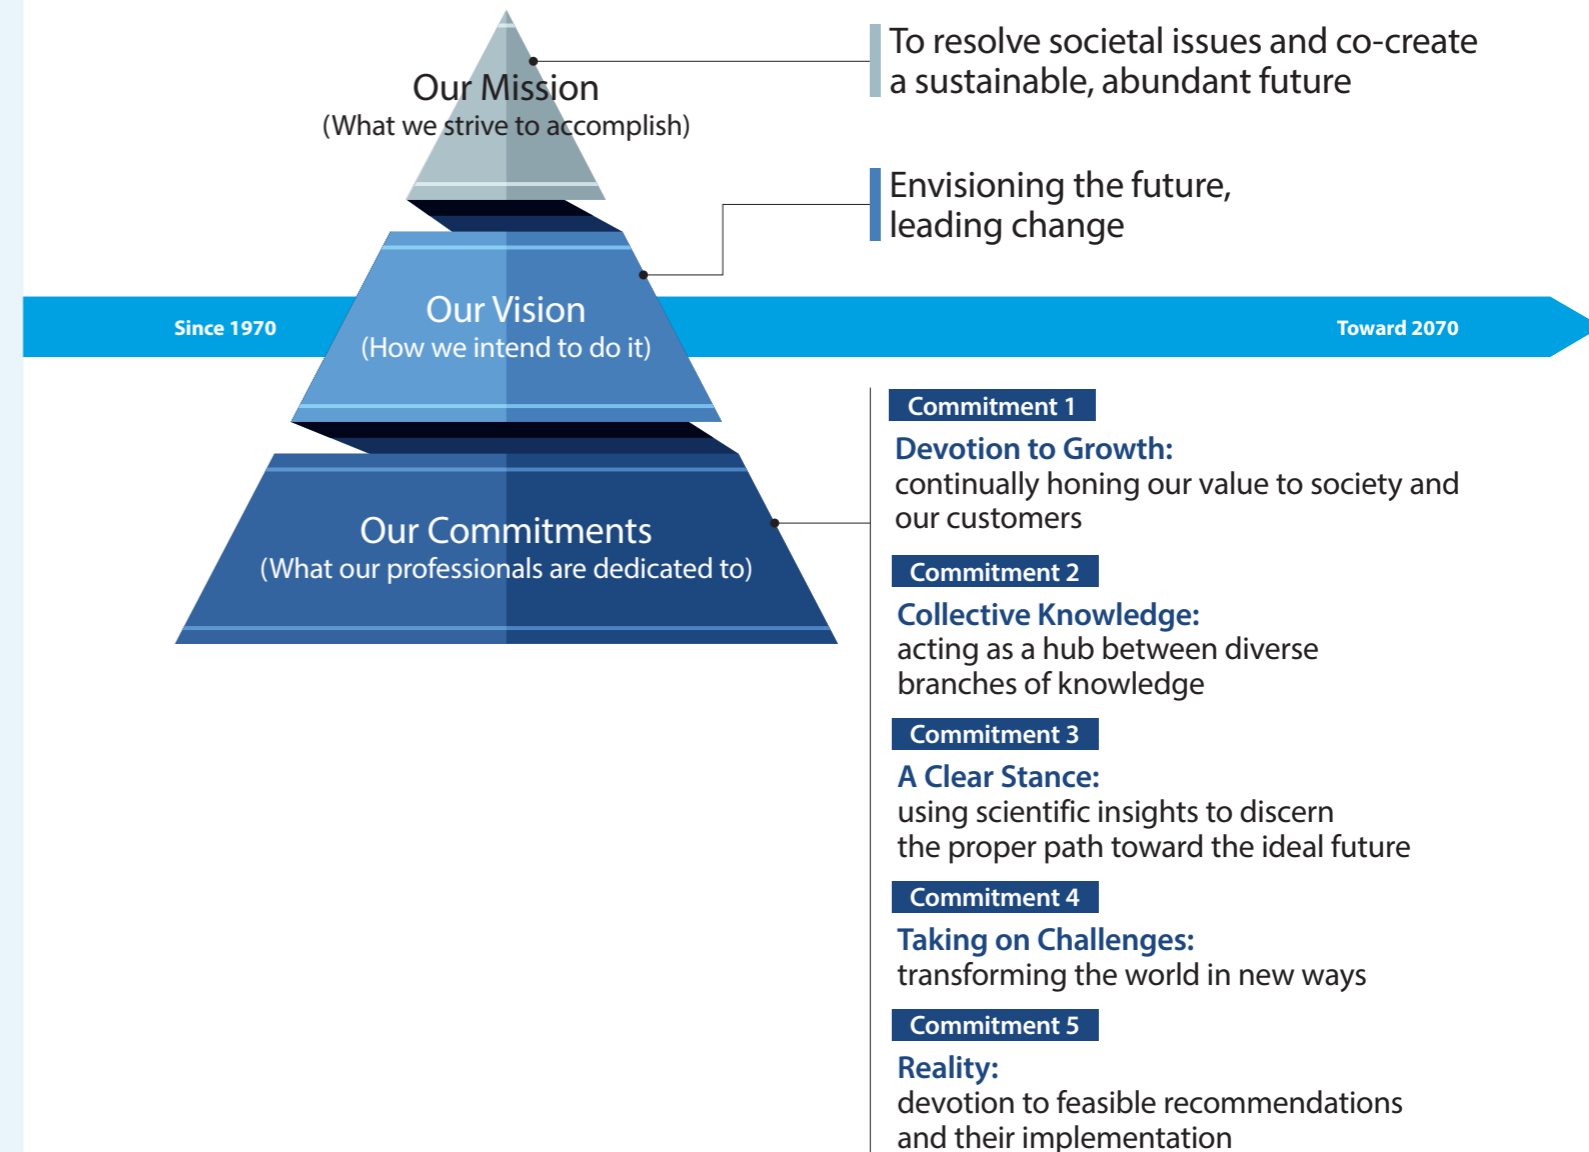 Our Mission
(What we strive to accomplish)
To resolve societal issues and co-create
a sustainable, abundant future
Envisioning the future,
leading change
Since 1970
Our Vision
(How we intend to do it)
Toward 2070
Our Commitments
(What our professionals are dedicated to)
Commitment 1
Devotion to Growth:
continually honing our value to society and
our customers
Commitment 2
Collective Knowledge:
acting as a hub between diverse
branches of knowledge
Commitment 3
A Clear Stance:
using scientific insights to discern
the proper path toward the ideal future
Commitment 4
Taking on Challenges:
transforming the world in new ways
Commitment 5
Reality:
devotion to feasible recommendations
and their implementation